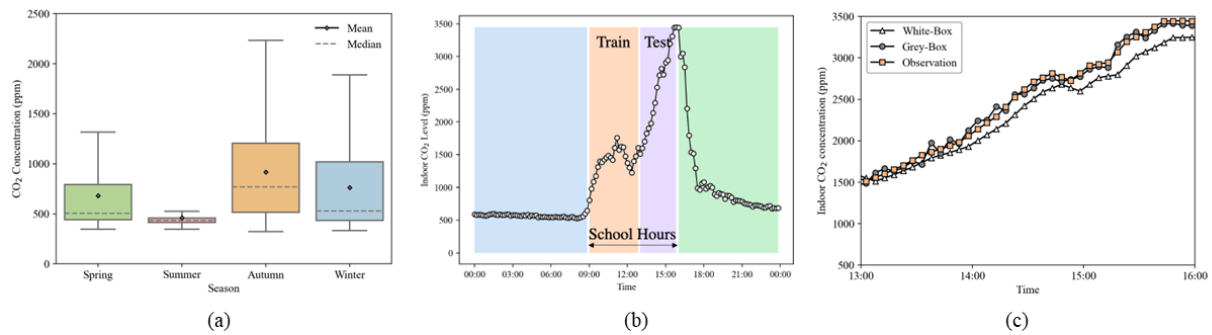 2500
2000
1500
1000
500
0
CO₂ Concentration (ppm)
Mean
Median
Spring
Summer
Autumn
Winter
Season
(a)
3500
3000
2500
2000
1500
1000
500
0
Indoor CO₂ Level (ppm)
Train
Test
School Hours
00:00
03:00
06:00
09:00
12:00
15:00
18:00
21:00
00:00
Time
(b)
3500
3000
2500
2000
1500
1000
500
Indoor CO₂ concentration (ppm)
White-Box
Grey-Box
Observation
13:00
14:00
15:00
16:00
Time
(c)